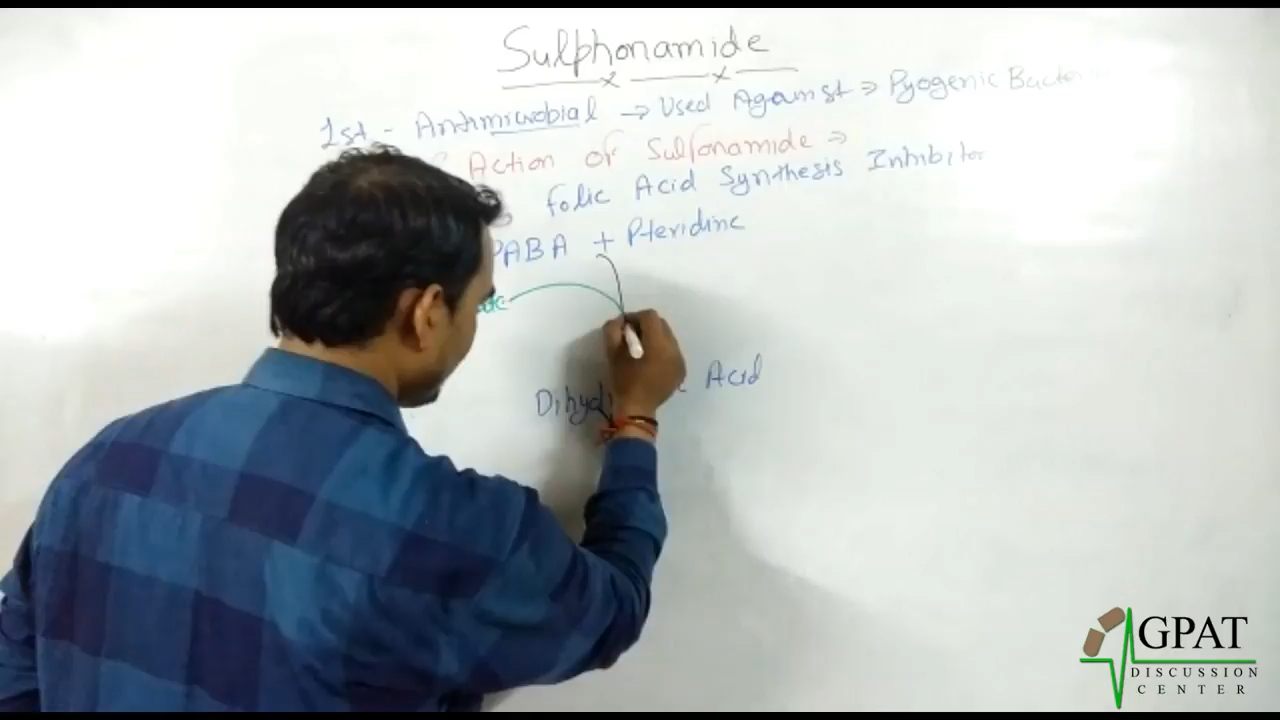 Sulphonamide
1st - Antimicrobial → Used Against ⇒ Pyogenic
Action of Sulfonamide ⇒
Folic Acid Synthesis Inhibitor
PABA + Pteridine
Acid
GPAT
DISCUSSION
CENTER